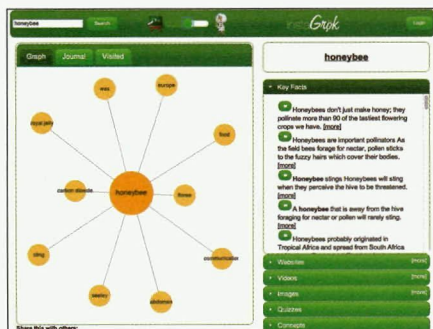 honeybee
Search
Grok
Login
Graph
Journal
Visited
wax
europe
royal jelly
food
carbon dioxide
honeybee
flower
sting
communication
smiley
abdomen
Share this with others:
honeybee
Key Facts
Honeybees don't just make honey; they
pollinate more than 90 of the tastiest flowering
crops we have. [more]
Honeybees are important pollinators As
the field bees forage for nectar, pollen sticks
to the fuzzy hairs which cover their bodies.
[more]
Honeybee stings Honeybees will sting
when they perceive the hive to be threatened.
[more]
A honeybee that is away from the hive
foraging for nectar or pollen will rarely sting.
[more]
Honeybees probably originated in
Tropical Africa and spread from South Africa
Websites [more]
Videos [more]
Images [more]
Quizzes
Concepts